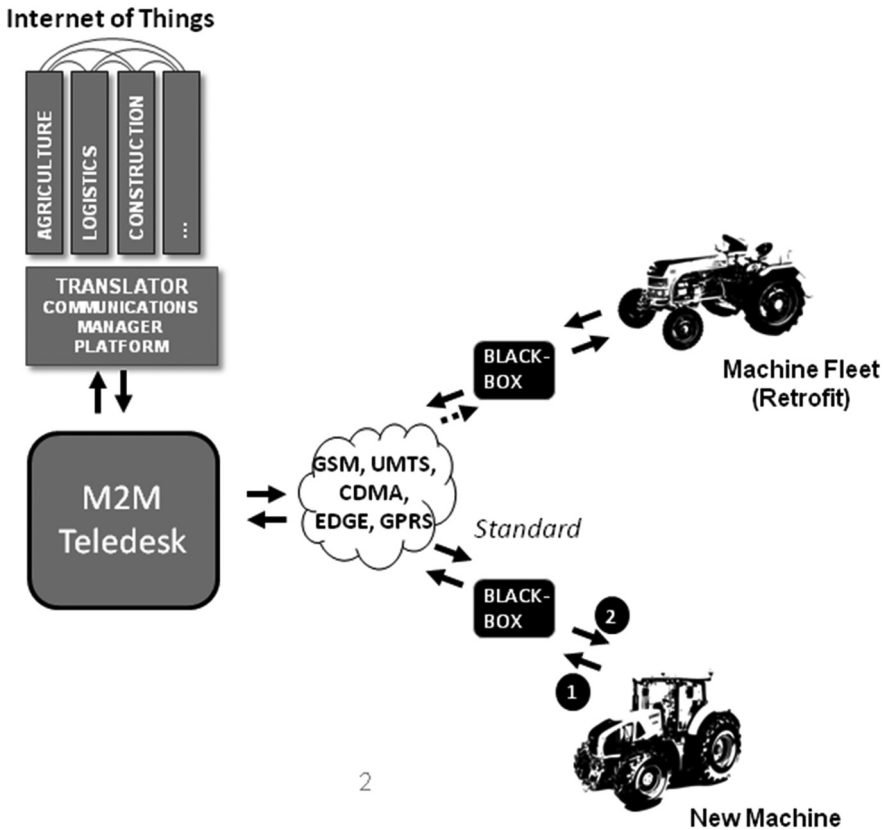 Internet of Things
AGRICULTURE
LOGISTICS
CONSTRUCTION
...
TRANSLATOR
COMMUNICATIONS
MANAGER
PLATFORM
BLACK-
BOX
Machine Fleet
(Retrofit)
M2M
Teledesk
GSM, UMTS,
CDMA,
EDGE, GPRS
Standard
BLACK-
BOX
2
1
2
New Machine